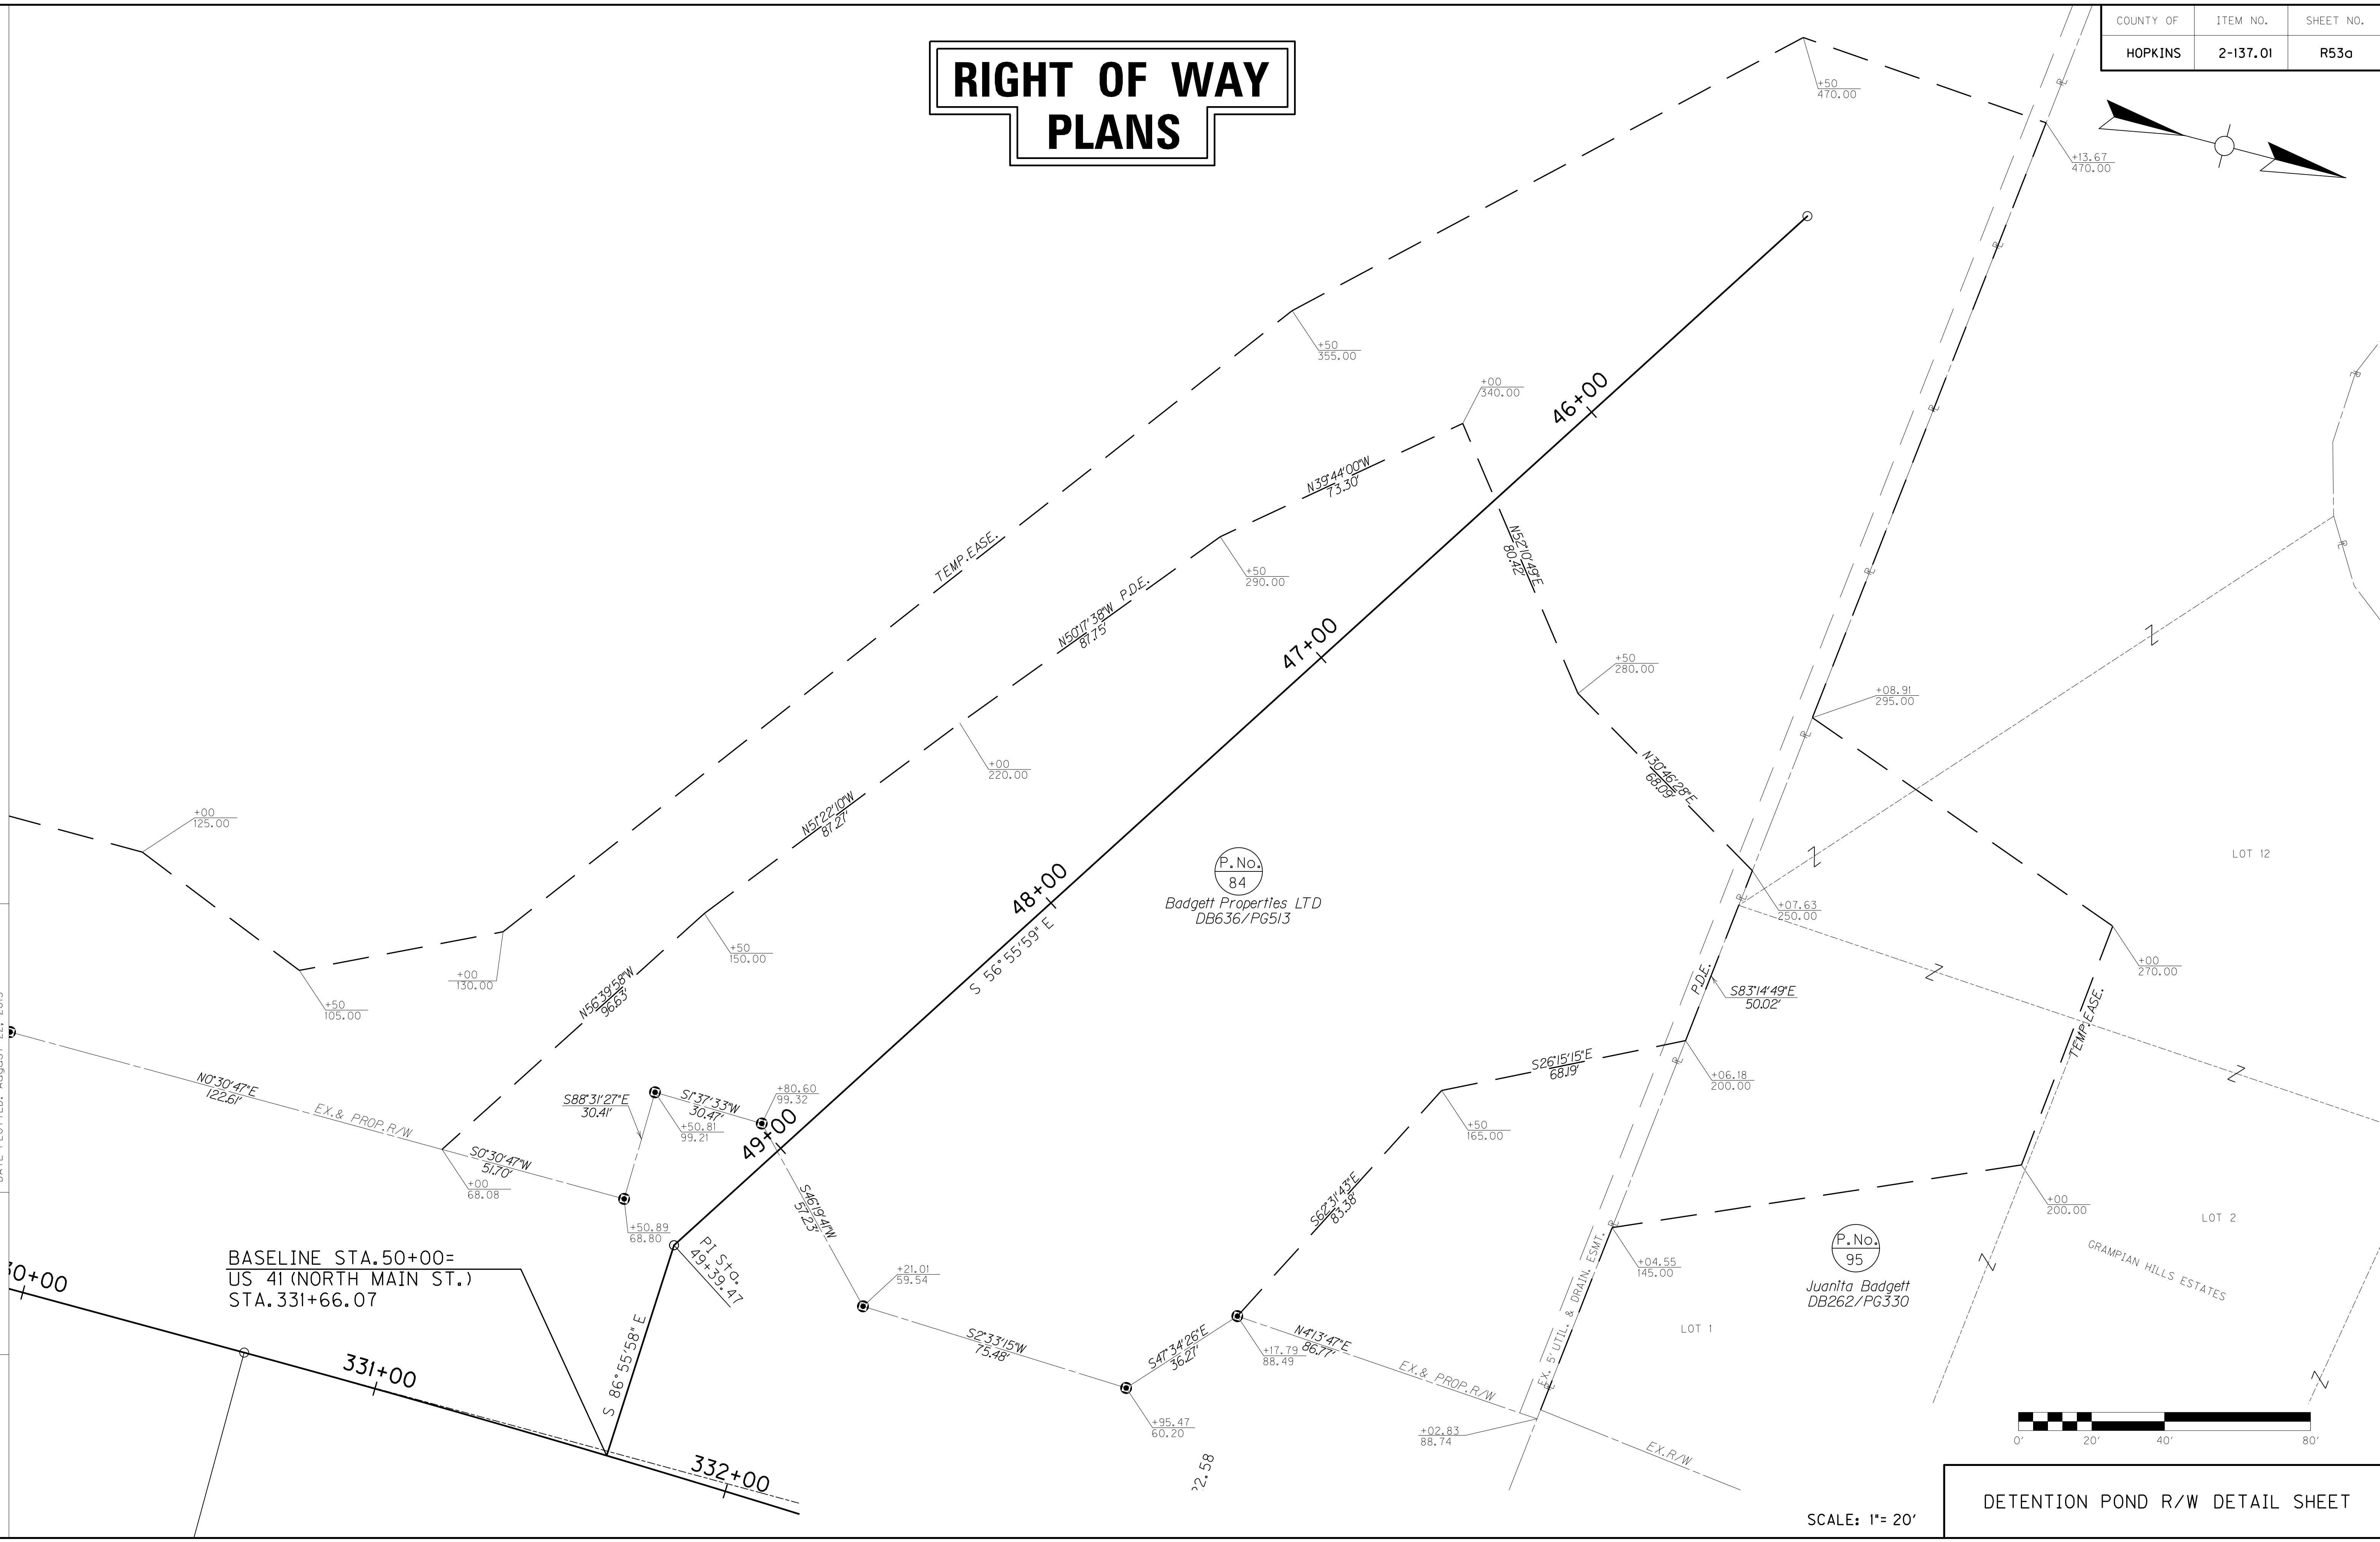 COUNTY OF
ITEM NO.
SHEET NO.
HOPKINS
2-137.01
R53a
RIGHT OF WAY
PLANS
+50
470.00
+13.67
470.00
+50
355.00
+00
340.00
46+00
N39°44'00"W
73.30'
TEMP.EASE.
N52°10'49"E
80.42'
+50
290.00
P.D.E.
N50°17'38"W
87.75'
47+00
+50
280.00
+08.91
295.00
+00
220.00
N30°46'28"E
68.09'
+00
125.00
N51°22'10"W
87.27'
P.No.
84
Badgett Properties LTD
DB636/PG513
LOT 12
48+00
S 56°55'59" E
+07.63
250.00
+50
150.00
+00
270.00
+00
130.00
+50
105.00
N56°39'58"W
96.63'
P.D.E.
S83°14'49"E
50.02'
TEMP.EASE.
N0°30'47"E
122.61'
EX.& PROP.R/W
S88°31'27"E
30.41'
S1°37'33"W
30.47'
+80.60
99.32
+50.81
99.21
49+00
S26°15'15"E
68.19'
+06.18
200.00
+50
165.00
S0°30'47"W
51.70'
+00
68.08
+50.89
68.80
S46°19'41"W
57.23'
S62°31'43"E
83.38'
+00
200.00
LOT 2
GRAMPIAN HILLS ESTATES
P.No.
95
Juanita Badgett
DB262/PG330
+04.55
145.00
EX. 5' UTIL. & DRAIN. ESMT.
LOT 1
BASELINE STA.50+00=
US 41 (NORTH MAIN ST.)
STA.331+66.07
PI Sta.
49+39.47
+21.01
59.54
S2°33'15"W
75.48'
S47°34'26"E
36.27'
N4°13'47"E
86.77'
+17.79
88.49
EX.& PROP.R/W
30+00
331+00
S 86°55'58" E
+95.47
60.20
+02.83
88.74
EX.R/W
332+00
22.58
0'
20'
40'
80'
SCALE: 1"= 20'
DETENTION POND R/W DETAIL SHEET